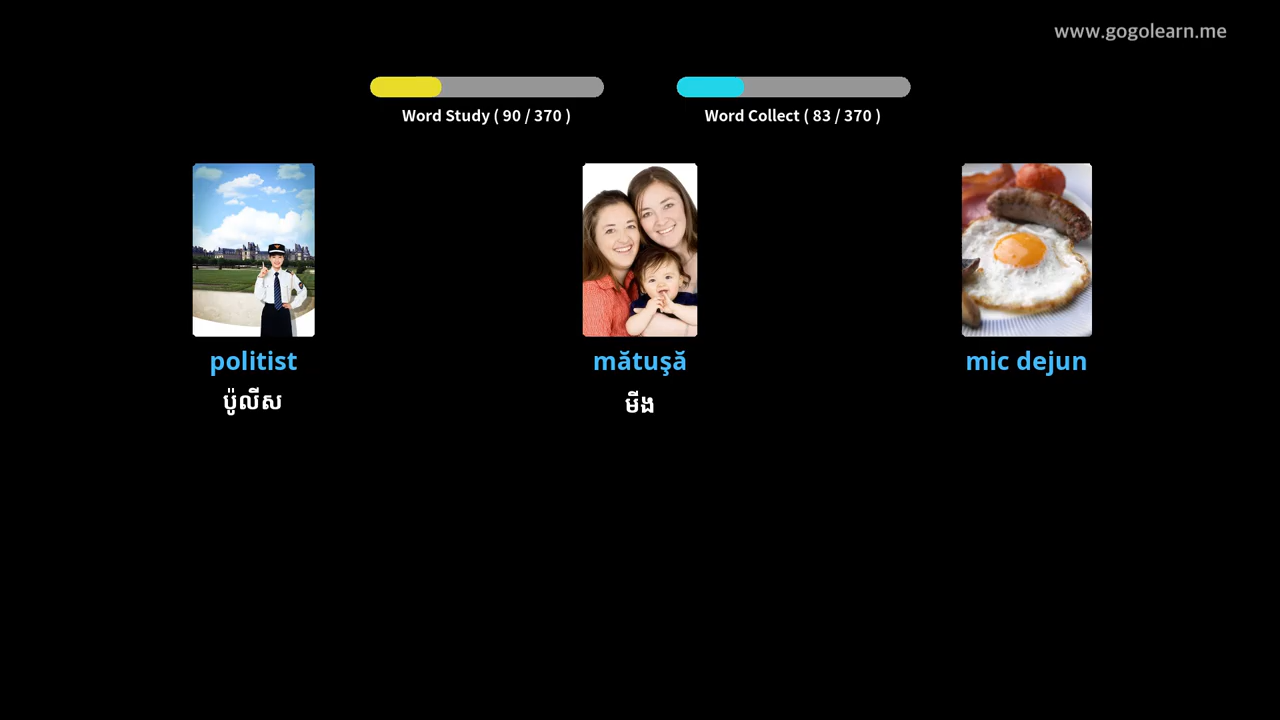 www.gogolearn.me
Word Study ( 90 / 370 )
Word Collect ( 83 / 370 )
politist
mătuşă
mic dejun
ប៉ូលីស
មីង